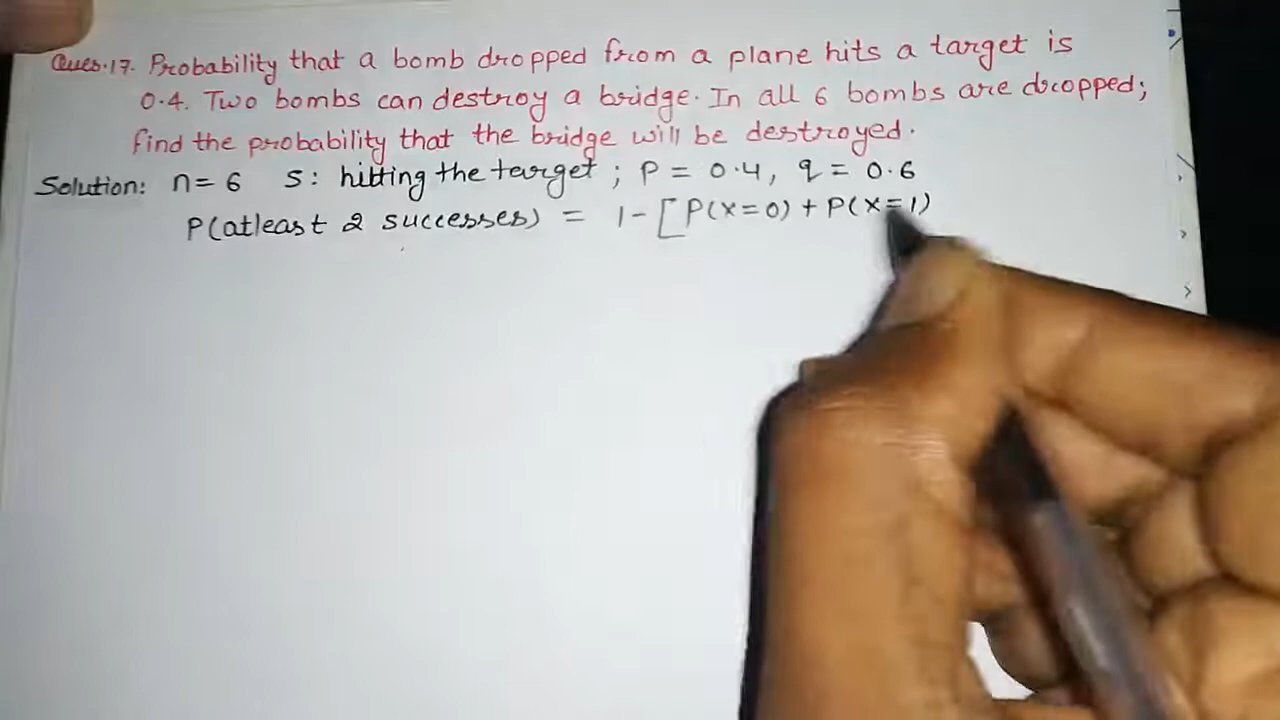 Ques.17. Probability that a bomb dropped from a plane hits a target is
0.4. Two bombs can destroy a bridge. In all 6 bombs are dropped;
find the probability that the bridge will be destroyed.
Solution: n=6 S: hitting the target ; p = 0.4, q = 0.6
P(atleast 2 successes) = 1-[P(X=0) + P(X=1)